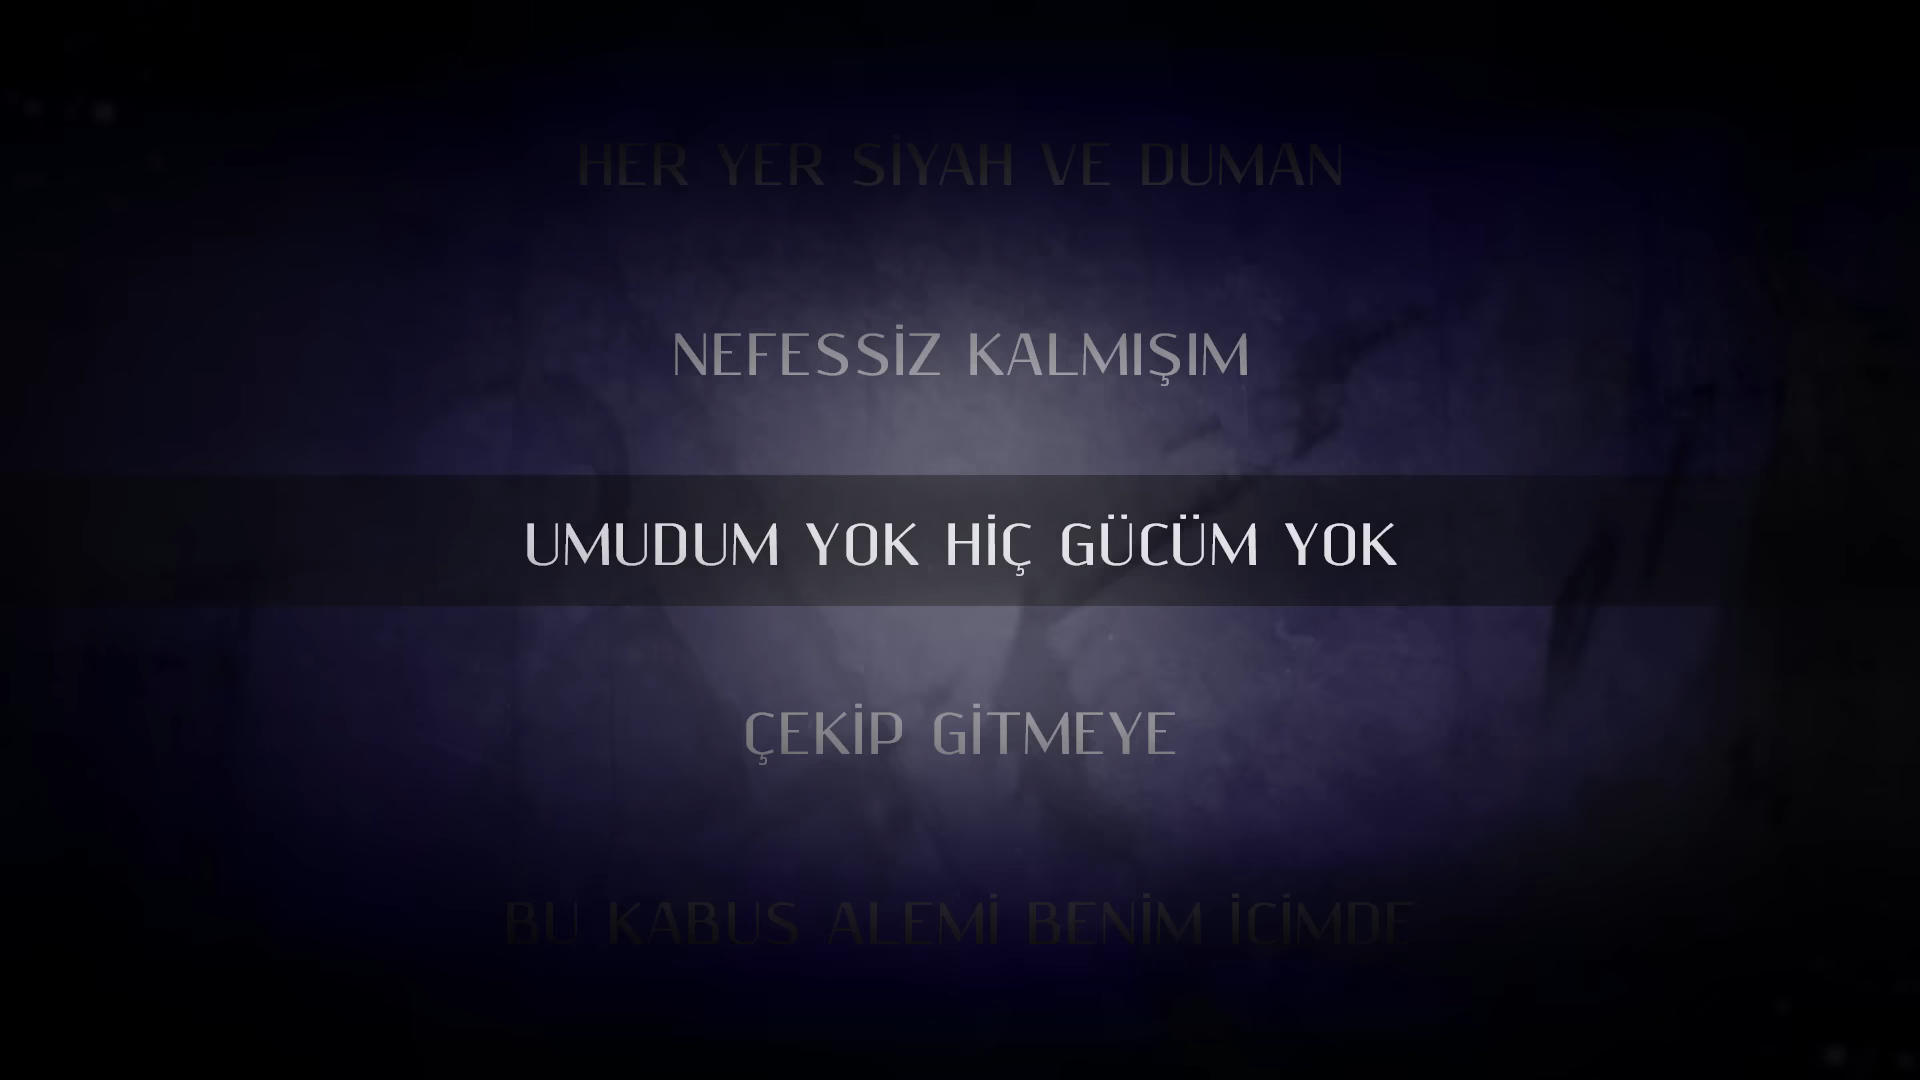 HER YER SİYAH VE DUMAN
NEFESSİZ KALMIŞIM
UMUDUM YOK HİÇ GÜCÜM YOK
ÇEKİP GİTMEYE
BU KABUS ALEMİ BENİM İÇİMDE